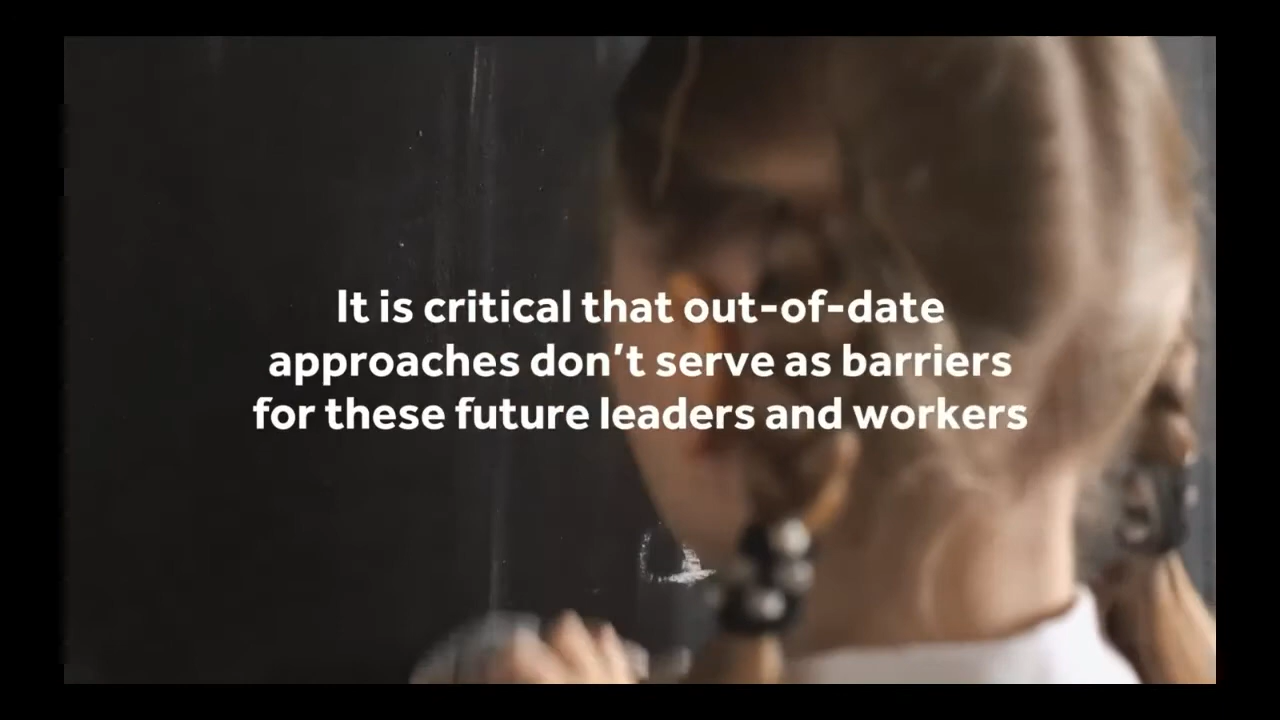 It is critical that out-of-date
approaches don’t serve as barriers
for these future leaders and workers